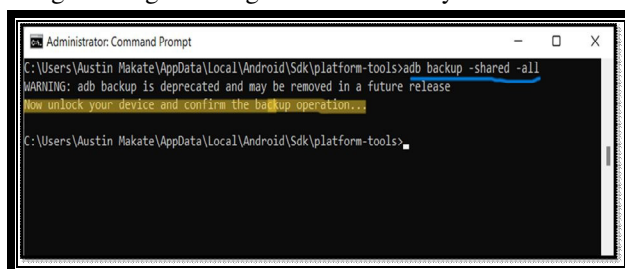 Administrator: Command Prompt
C:\Users\Austin Makate/AppData\Local\Android\Sdk\platform-tools>adb backup -shared -all
WARNING: adb backup is deprecated and may be removed in a future release
Now unlock your device and confirm the backup operation...
C:\Users\Austin Makate\AppData\Local\Android\Sdk\platform-tools>